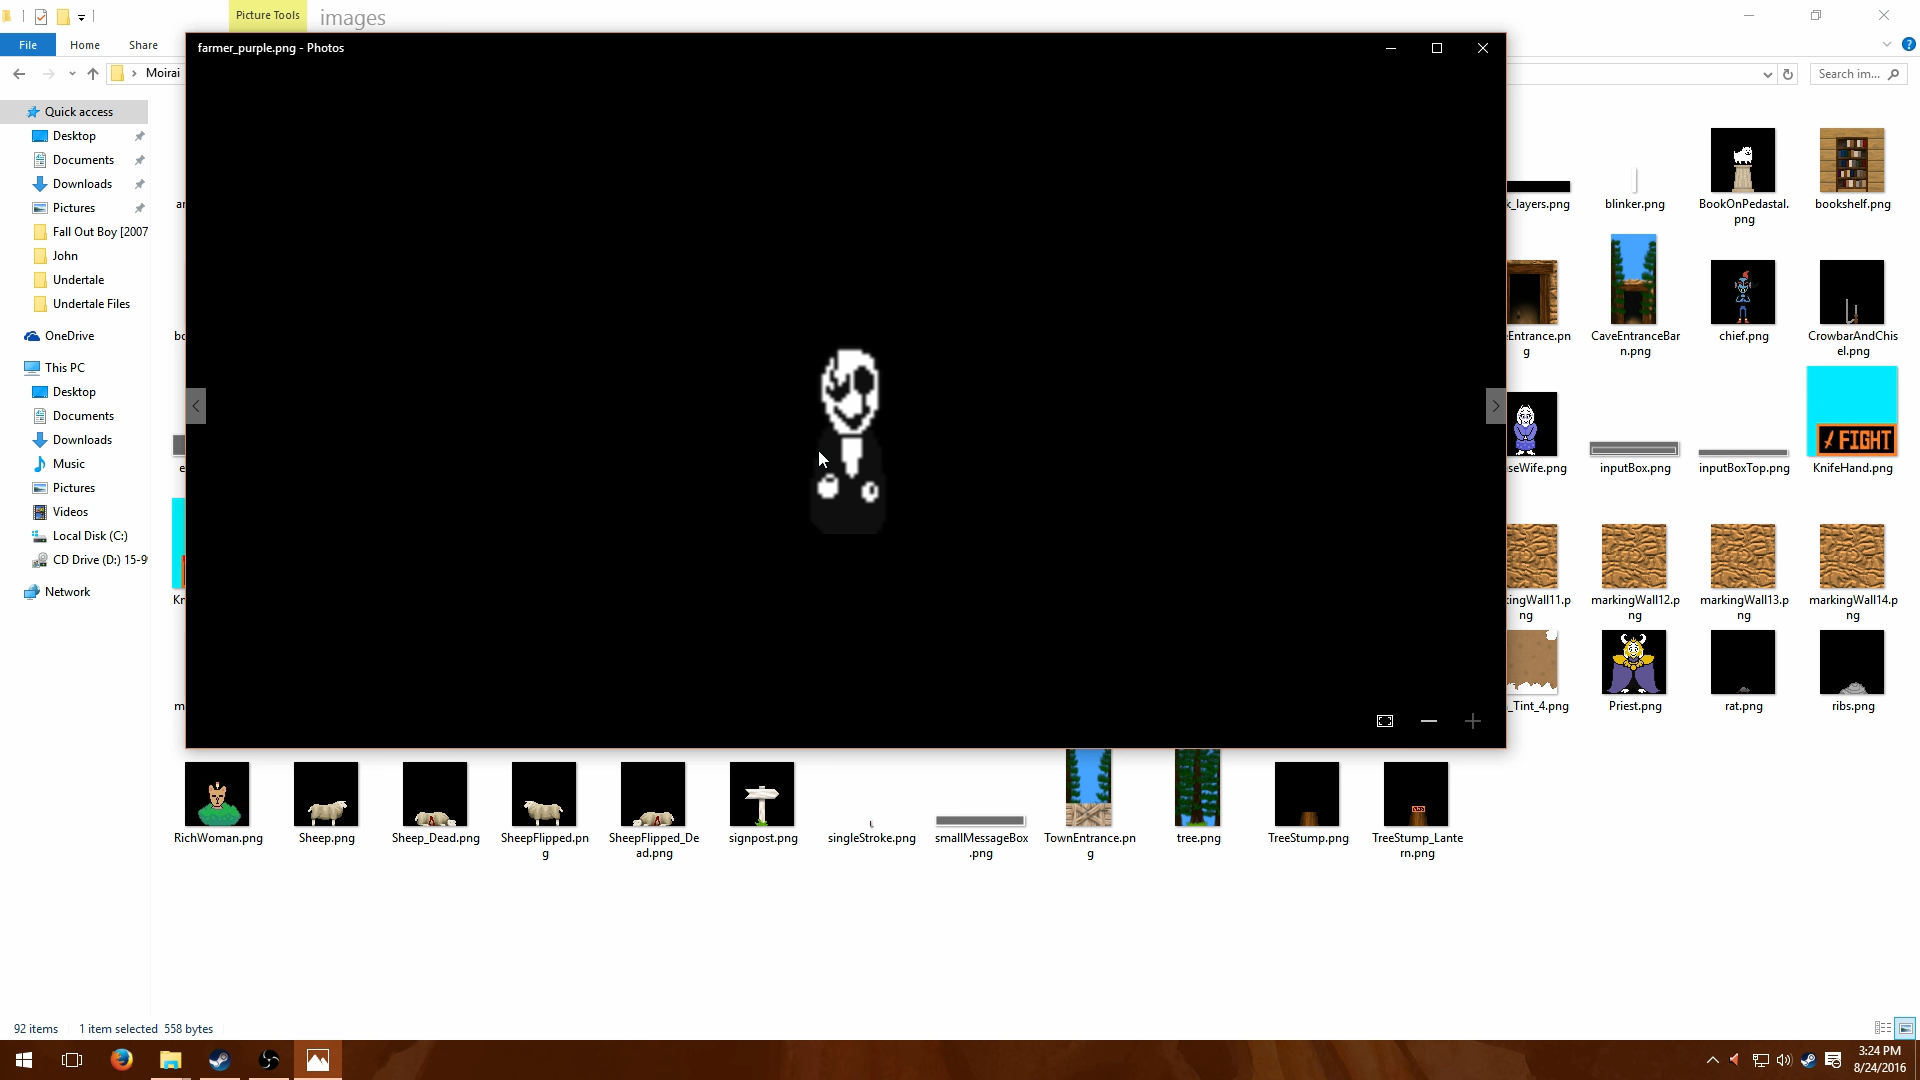 Picture Tools
images
File
Home
Share
farmer_purple.png - Photos
Moirai
Search im...
Quick access
Desktop
Documents
Downloads
Pictures
Fall Out Boy [2007
John
Undertale
Undertale Files
OneDrive
This PC
Desktop
Documents
Downloads
Music
Pictures
Videos
Local Disk (C:)
CD Drive (D:) 15-9
Network
_layers.png
blinker.png
BookOnPedastal.
png
bookshelf.png
Entrance.pn
g
CaveEntranceBar
n.png
chief.png
CrowbarAndChis
el.png
FIGHT
seWife.png
inputBox.png
inputBoxTop.png
KnifeHand.png
kingWall11.p
ng
markingWall12.p
ng
markingWall13.p
ng
markingWall14.p
ng
_Tint_4.png
Priest.png
rat.png
ribs.png
RichWoman.png
Sheep.png
Sheep_Dead.png
SheepFlipped.pn
g
SheepFlipped_De
ad.png
signpost.png
singleStroke.png
smallMessageBox
.png
TownEntrance.pn
g
tree.png
TreeStump.png
TreeStump_Lante
rn.png
92 items
1 item selected 558 bytes
3:24 PM
8/24/2016